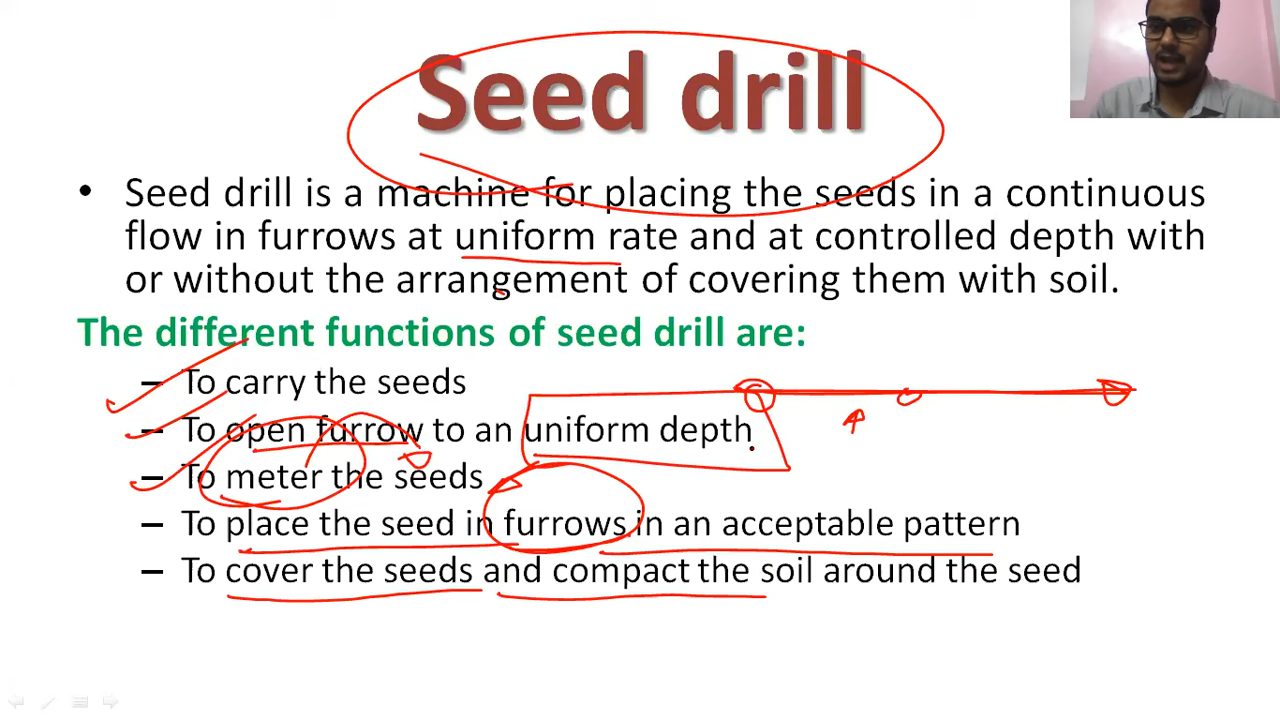 Seed drill
• Seed drill is a machine for placing the seeds in a continuous
flow in furrows at uniform rate and at controlled depth with
or without the arrangement of covering them with soil.
The different functions of seed drill are:
– To carry the seeds
– To open furrow to an uniform depth
– To meter the seeds
– To place the seed in furrows in an acceptable pattern
– To cover the seeds and compact the soil around the seed